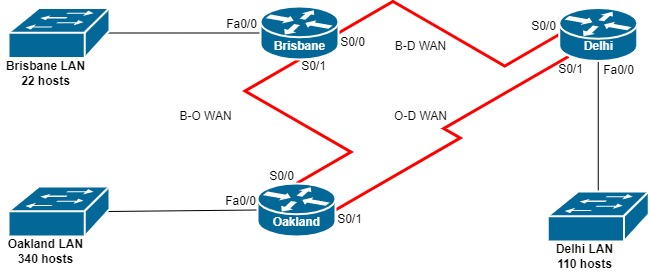 Fa0/0
Brisbane
S0/0
S0/1
B-D WAN
S0/0
Delhi
S0/1
Fa0/0
Brisbane LAN
22 hosts
B-O WAN
O-D WAN
S0/0
Fa0/0
Oakland
S0/1
Oakland LAN
340 hosts
Delhi LAN
110 hosts